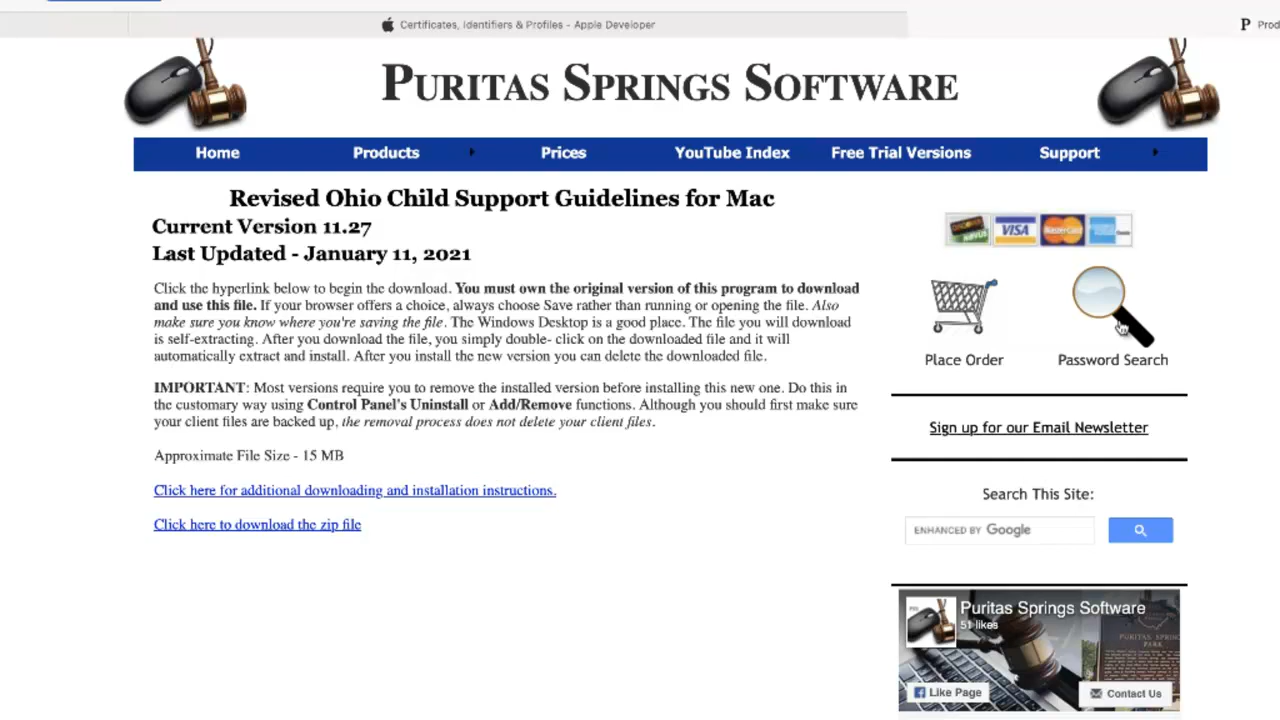 Certificates, Identifiers & Profiles - Apple Developer
P Prod
PURITAS SPRINGS SOFTWARE
Home Products Prices YouTube Index Free Trial Versions Support
Revised Ohio Child Support Guidelines for Mac
Current Version 11.27
Last Updated - January 11, 2021
Click the hyperlink below to begin the download. You must own the original version of this program to download
and use this file. If your browser offers a choice, always choose Save rather than running or opening the file. Also
make sure you know where you're saving the file. The Windows Desktop is a good place. The file you will download
is self-extracting. After you download the file, you simply double- click on the downloaded file and it will
automatically extract and install. After you install the new version you can delete the downloaded file.
IMPORTANT: Most versions require you to remove the installed version before installing this new one. Do this in
the customary way using Control Panel's Uninstall or Add/Remove functions. Although you should first make sure
your client files are backed up, the removal process does not delete your client files.
Approximate File Size - 15 MB
Click here for additional downloading and installation instructions.
Click here to download the zip file
VISA MasterCard
Place Order Password Search
Sign up for our Email Newsletter
Search This Site:
ENHANCED BY Google
Puritas Springs Software
51 likes
PURITAS SPRING
PARK
Like Page Contact Us